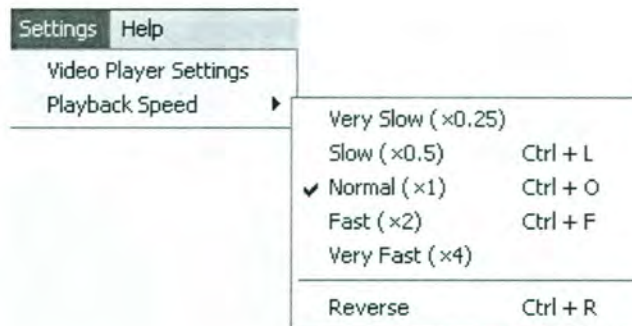 Settings Help
Video Player Settings
Playback Speed
Very Slow (×0.25)
Slow (×0.5) Ctrl + L
Normal (×1) Ctrl + O
Fast (×2) Ctrl + F
Very Fast (×4)
Reverse Ctrl + R